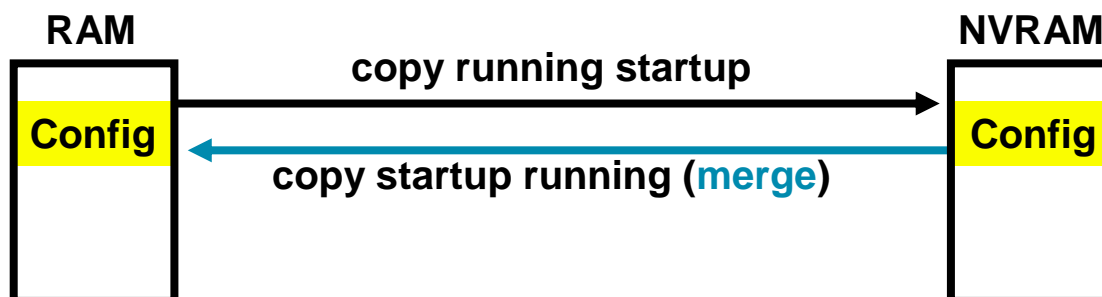 RAM
NVRAM
copy running startup
Config
Config
copy startup running (merge)